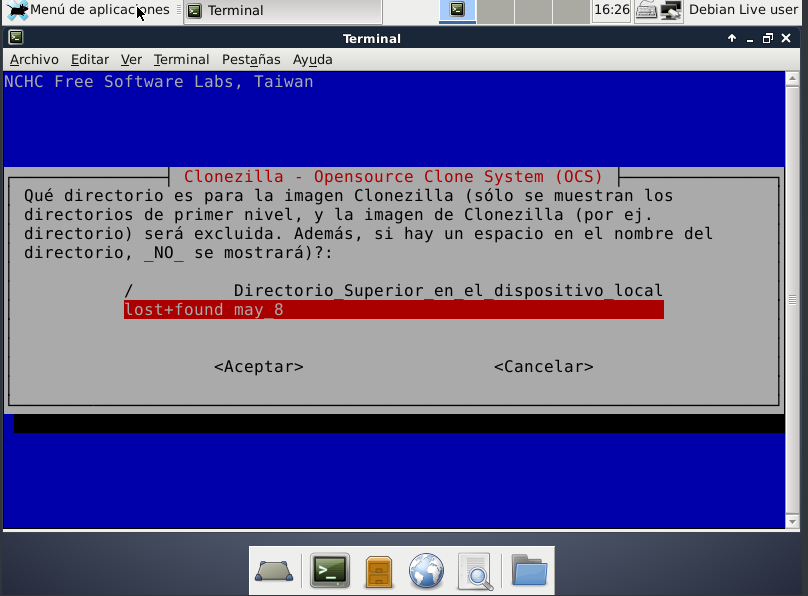 Menú de aplicaciones
Terminal
16:26
Debian Live user
Terminal
Archivo Editar Ver Terminal Pestañas Ayuda
NCHC Free Software Labs, Taiwan
Clonezilla - Opensource Clone System (OCS)
Qué directorio es para la imagen Clonezilla (sólo se muestran los
directorios de primer nivel, y la imagen de Clonezilla (por ej.
directorio) será excluida. Además, si hay un espacio en el nombre del
directorio, _NO_ se mostrará)?:
/ Directorio_Superior_en_el_dispositivo_local
lost+found may_8
<Aceptar> <Cancelar>